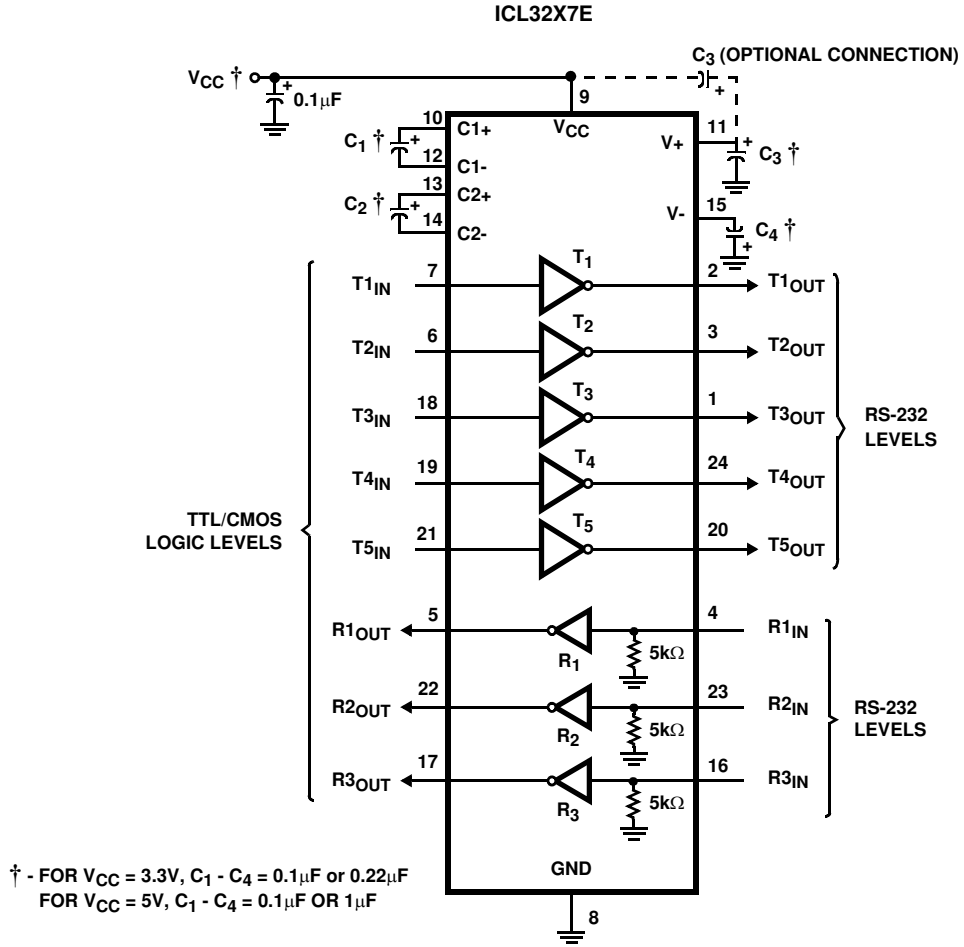 ICL32X7E
C3 (OPTIONAL CONNECTION)
VCC †
+
0.1µF
9
VCC
+
10
C1+
C1 †
+
12
C1-
13
C2+
C2 †
+
14
C2-
11
V+
+
C3 †
15
V-
C4 †
+
T1IN
7
T1
2
T1OUT
T2IN
6
T2
3
T2OUT
T3IN
18
T3
1
T3OUT
T4IN
19
T4
24
T4OUT
T5IN
21
T5
20
T5OUT
RS-232
LEVELS
TTL/CMOS
LOGIC LEVELS
R1OUT
5
R1
5kΩ
4
R1IN
R2OUT
22
R2
5kΩ
23
R2IN
R3OUT
17
R3
5kΩ
16
R3IN
RS-232
LEVELS
GND
8
† - FOR VCC = 3.3V, C1 - C4 = 0.1µF or 0.22µF
FOR VCC = 5V, C1 - C4 = 0.1µF OR 1µF